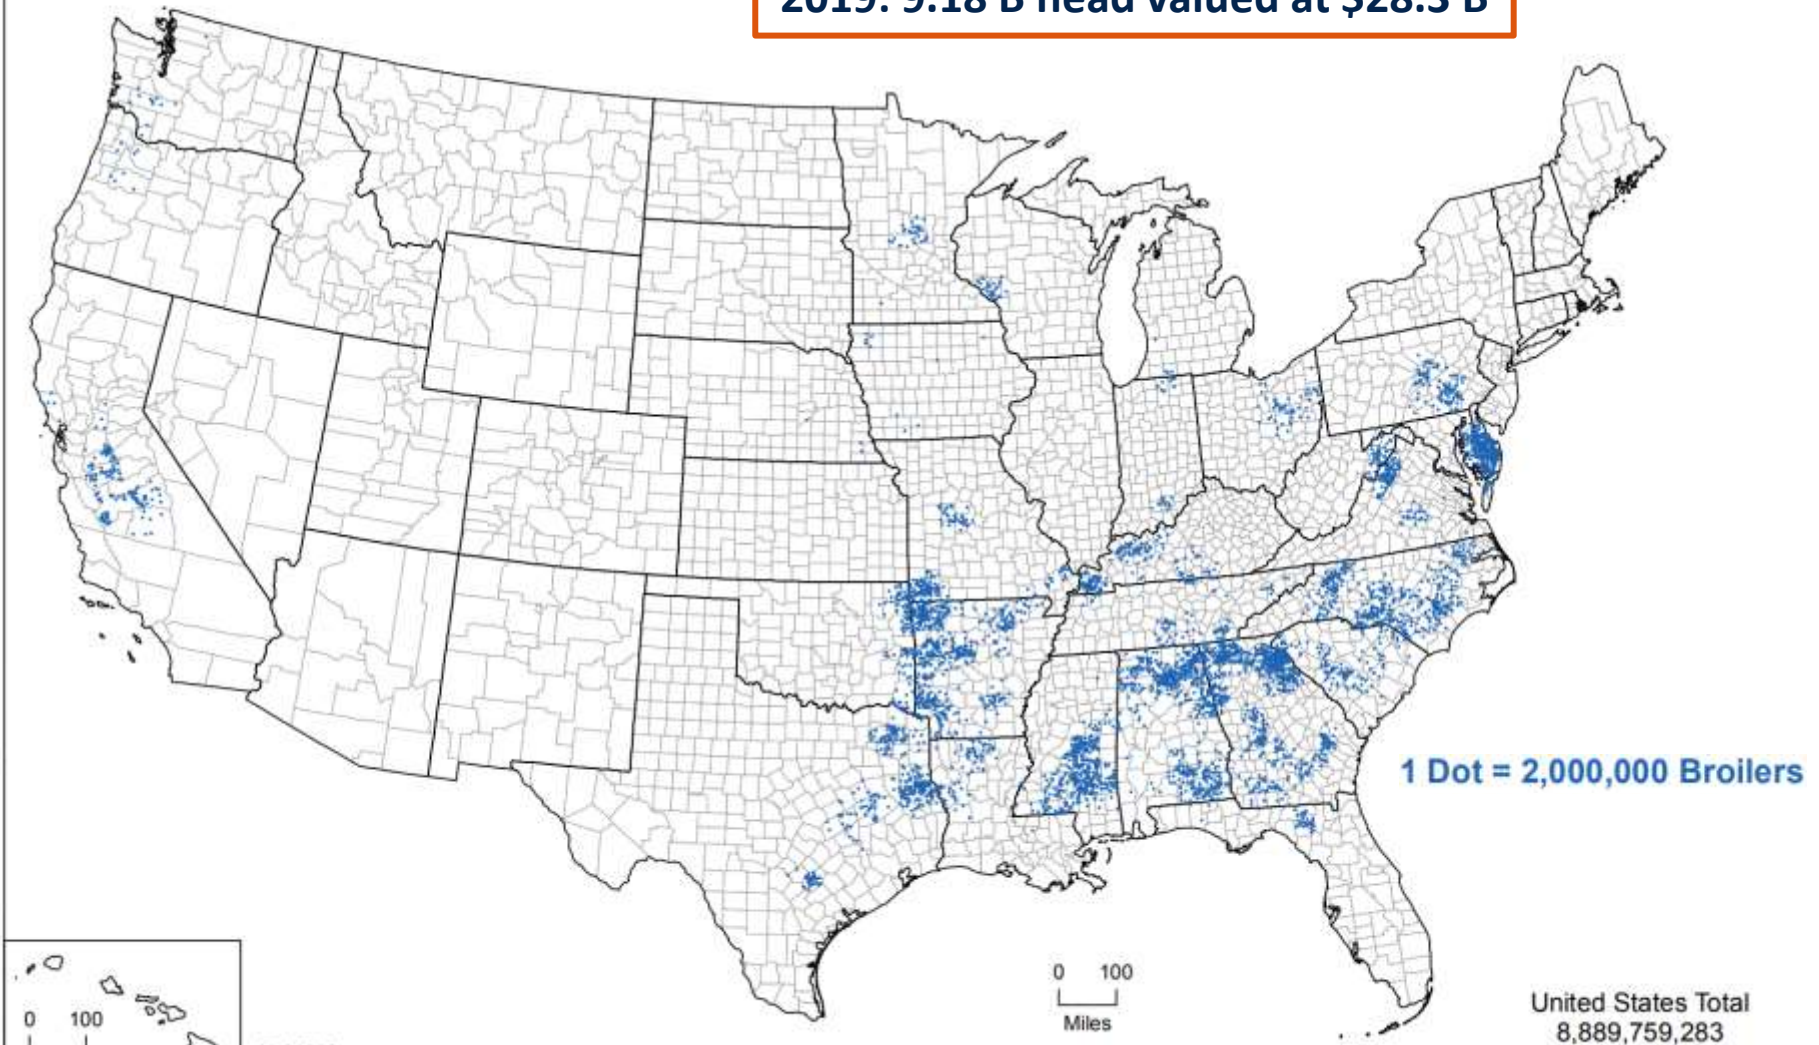 2019: 9.18 B head valued at $28.3 B
1 Dot = 2,000,000 Broilers
0 100
Miles
United States Total
8,889,759,283
0 100